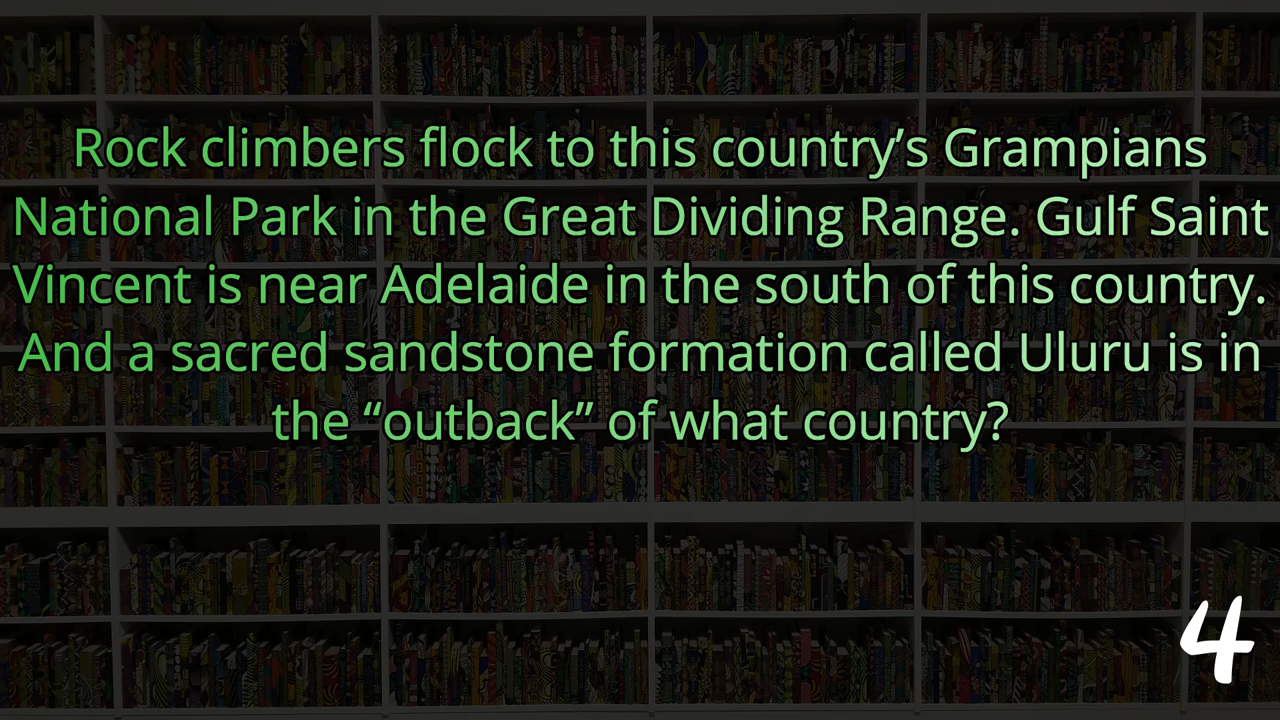 Rock climbers flock to this country’s Grampians
National Park in the Great Dividing Range. Gulf Saint
Vincent is near Adelaide in the south of this country.
And a sacred sandstone formation called Uluru is in
the “outback” of what country?
4